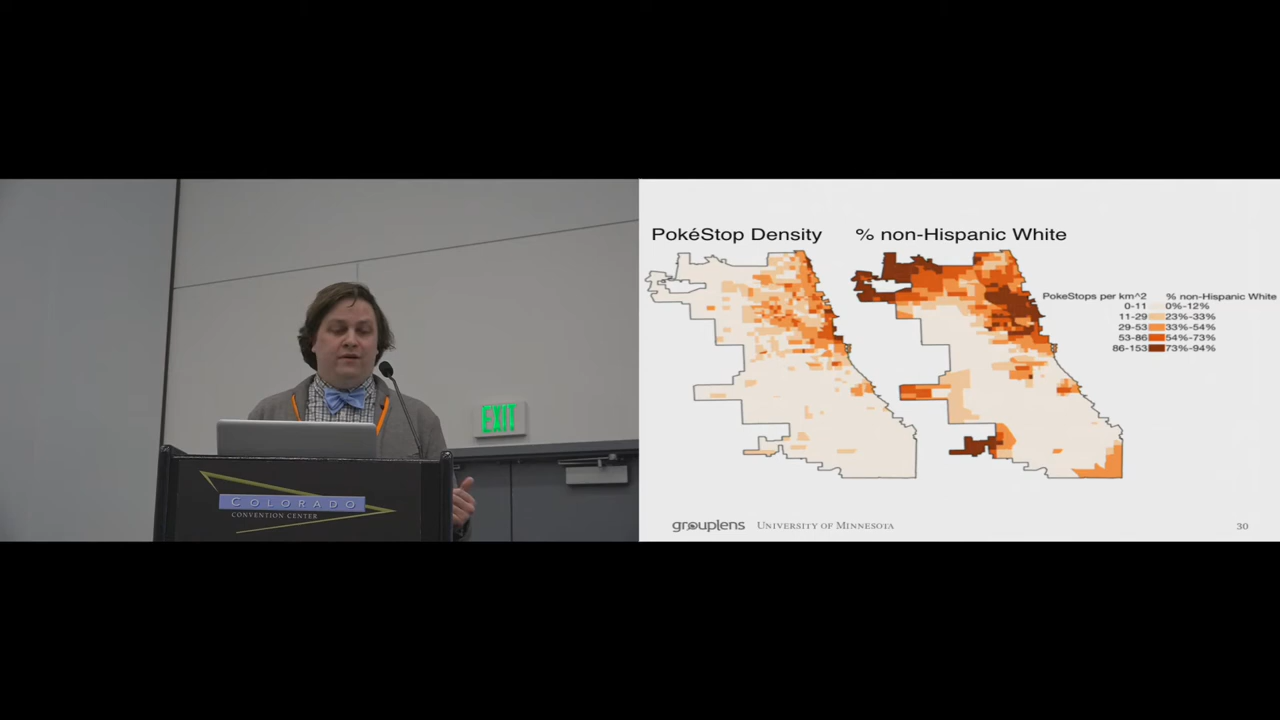 EXIT
COLORADO
CONVENTION CENTER
PokéStop Density
% non-Hispanic White
PokeStops per km^2 % non-Hispanic White
0-11 0%-12%
11-29 23%-33%
29-53 33%-54%
53-86 54%-73%
86-153 73%-94%
grouplens UNIVERSITY OF MINNESOTA 30